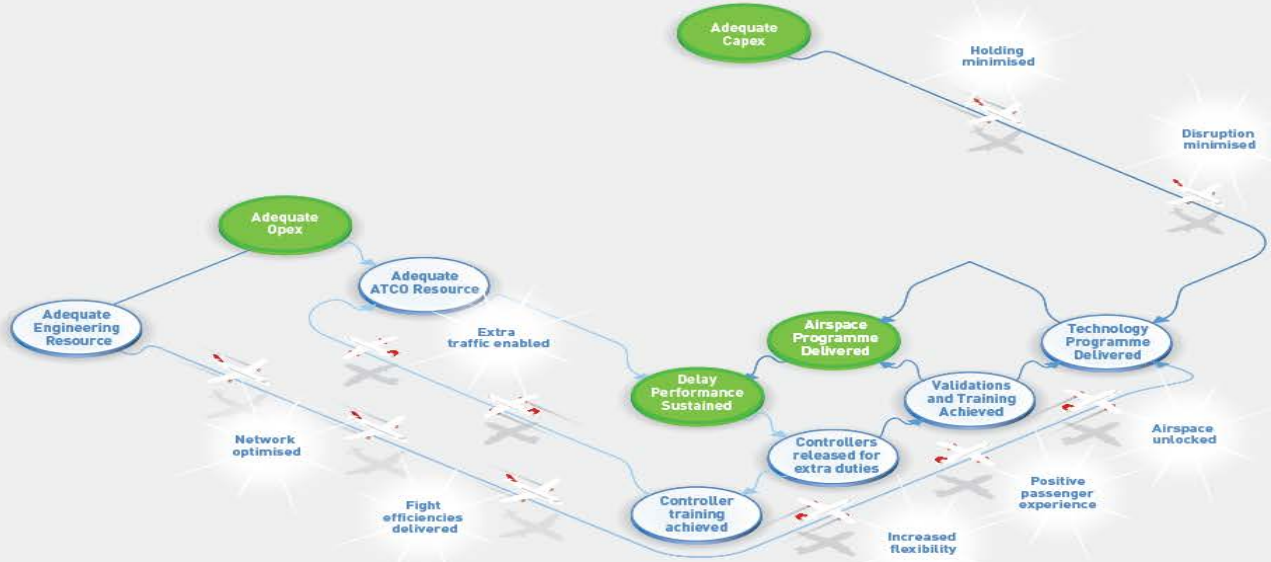 Adequate
Capex
Holding
minimised
Disruption
minimised
Adequate
Opex
Adequate
ATCO Resource
Adequate
Engineering
Resource
Extra
traffic enabled
Airspace
Programme
Delivered
Technology
Programme
Delivered
Delay
Performance
Sustained
Validations
and Training
Achieved
Network
optimised
Controllers
released for
extra duties
Airspace
unlocked
Fight
efficiencies
delivered
Controller
training
achieved
Positive
passenger
experience
Increased
flexibility